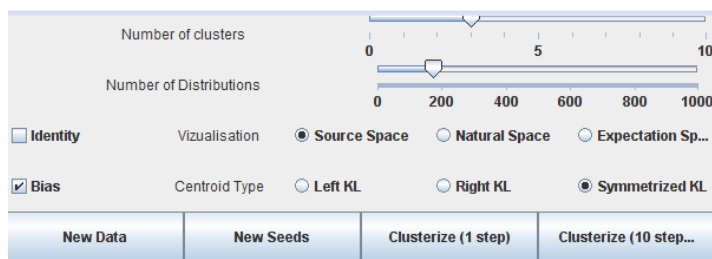 Number of clusters
0 5 10
Number of Distributions
0 200 400 600 800 1000
Identity Vizualisation Source Space Natural Space Expectation Sp...
Bias Centroid Type Left KL Right KL Symmetrized KL
New Data New Seeds Clusterize (1 step) Clusterize (10 step...